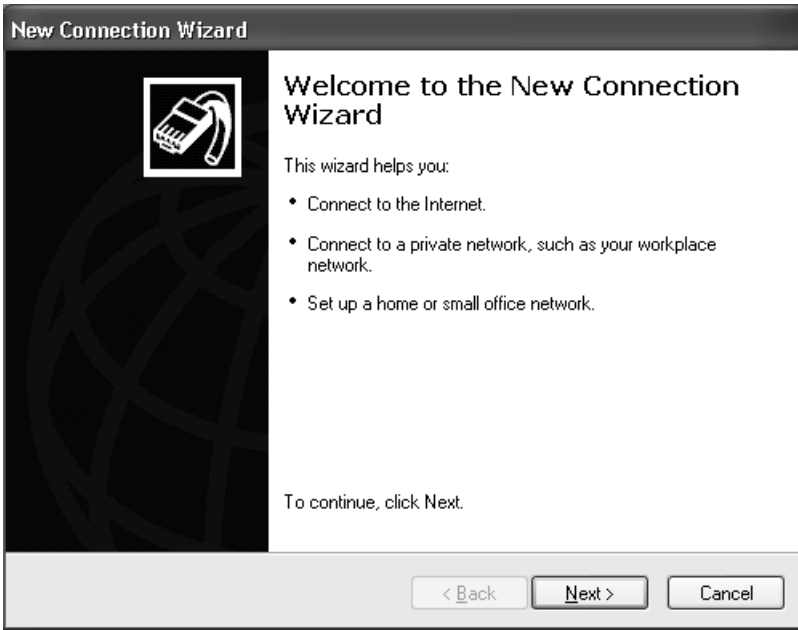 New Connection Wizard
Welcome to the New Connection
Wizard
This wizard helps you:
• Connect to the Internet.
• Connect to a private network, such as your workplace
network.
• Set up a home or small office network.
To continue, click Next.
< Back
Next >
Cancel